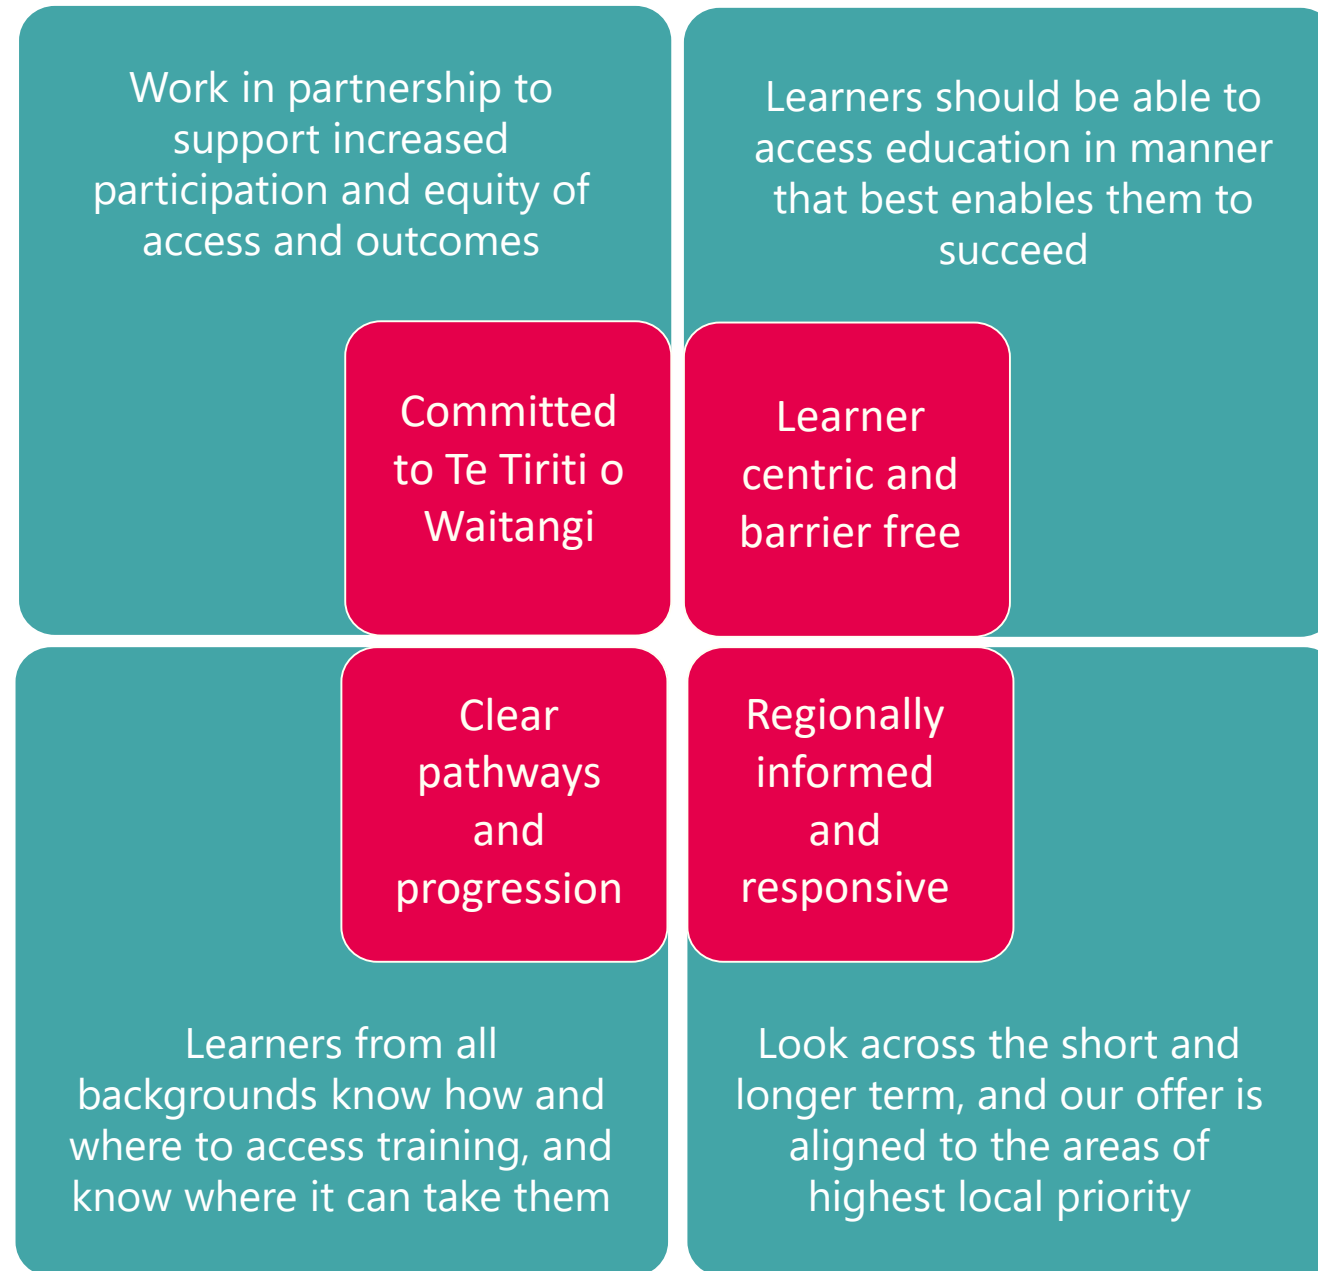 Work in partnership to
support increased
participation and equity of
access and outcomes
Learners should be able to
access education in manner
that best enables them to
succeed
Committed
to Te Tiriti o
Waitangi
Learner
centric and
barrier free
Clear
pathways
and
progression
Regionally
informed
and
responsive
Learners from all
backgrounds know how and
where to access training, and
know where it can take them
Look across the short and
longer term, and our offer is
aligned to the areas of
highest local priority